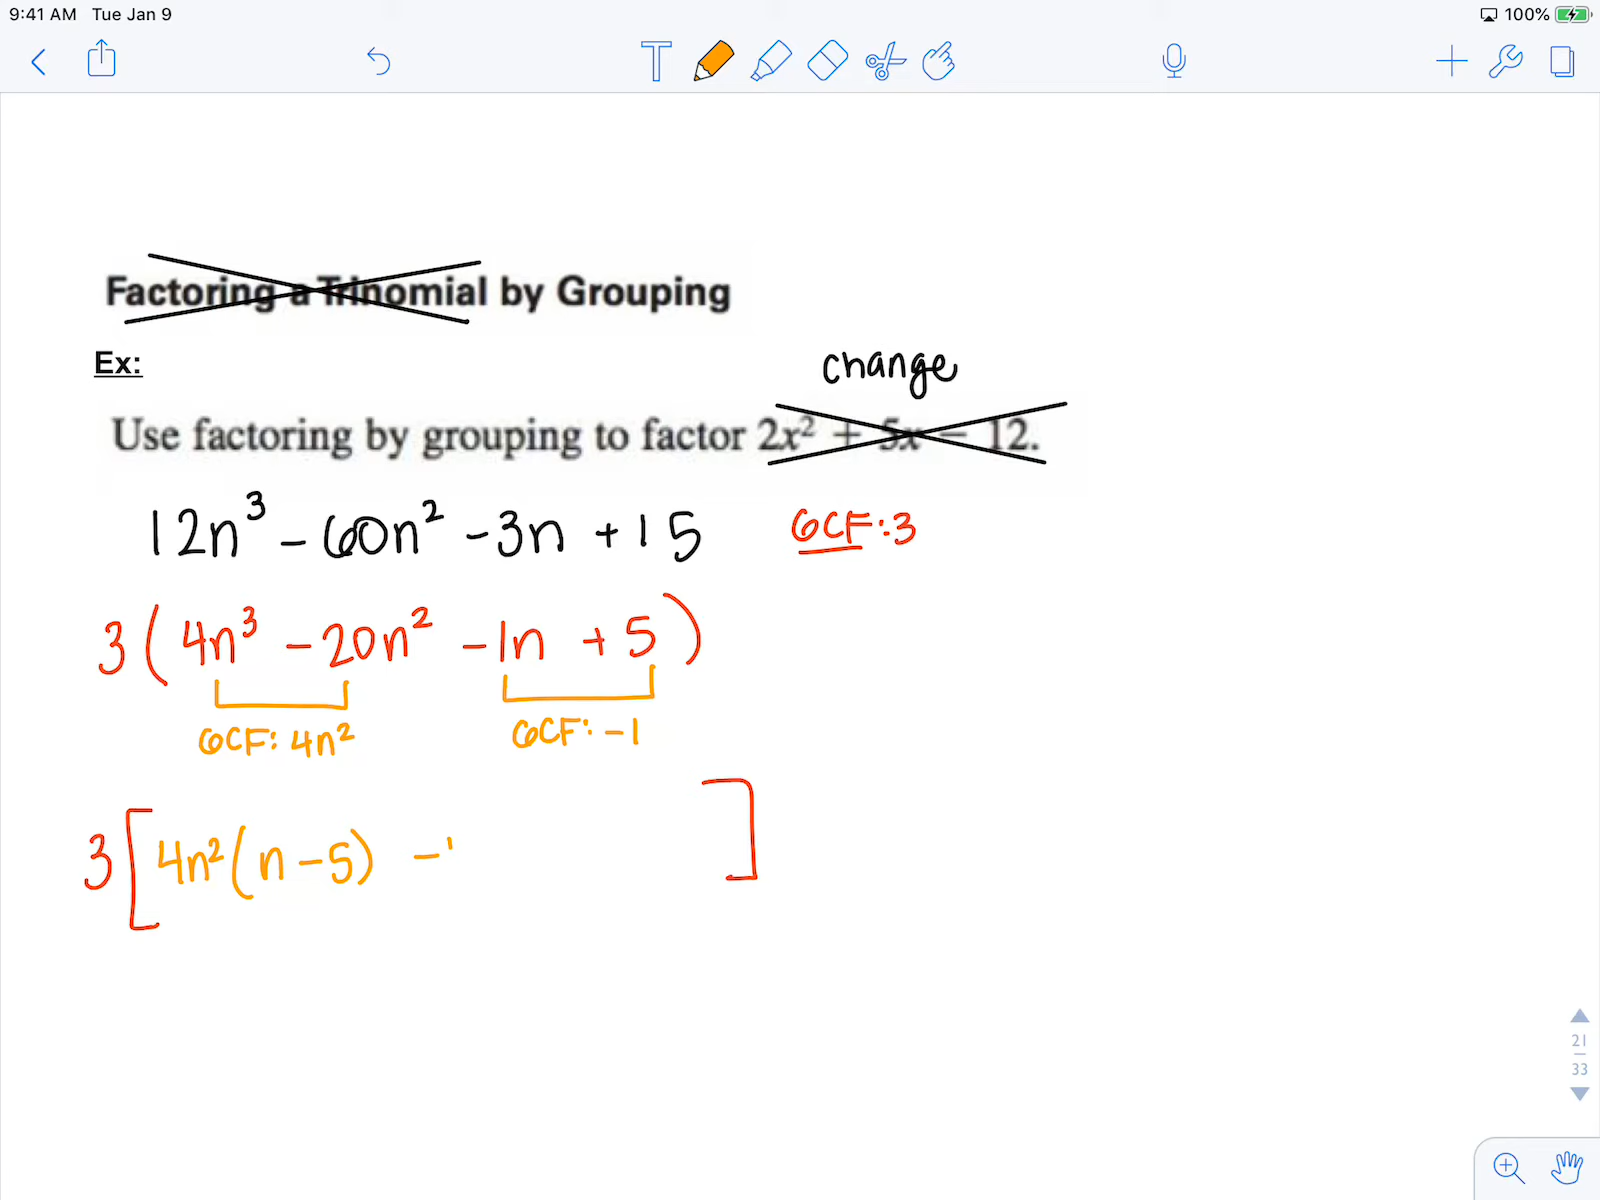 9:41 AM Tue Jan 9 100%
T
Factoring a Trinomial by Grouping
Ex:
change
Use factoring by grouping to factor 2x² + 5x − 12.
12n³ - 60n² - 3n + 15 GCF: 3
3(4n³ - 20n² - 1n + 5)
GCF: 4n² GCF: -1
3[4n²(n-5) -' ]
21
33